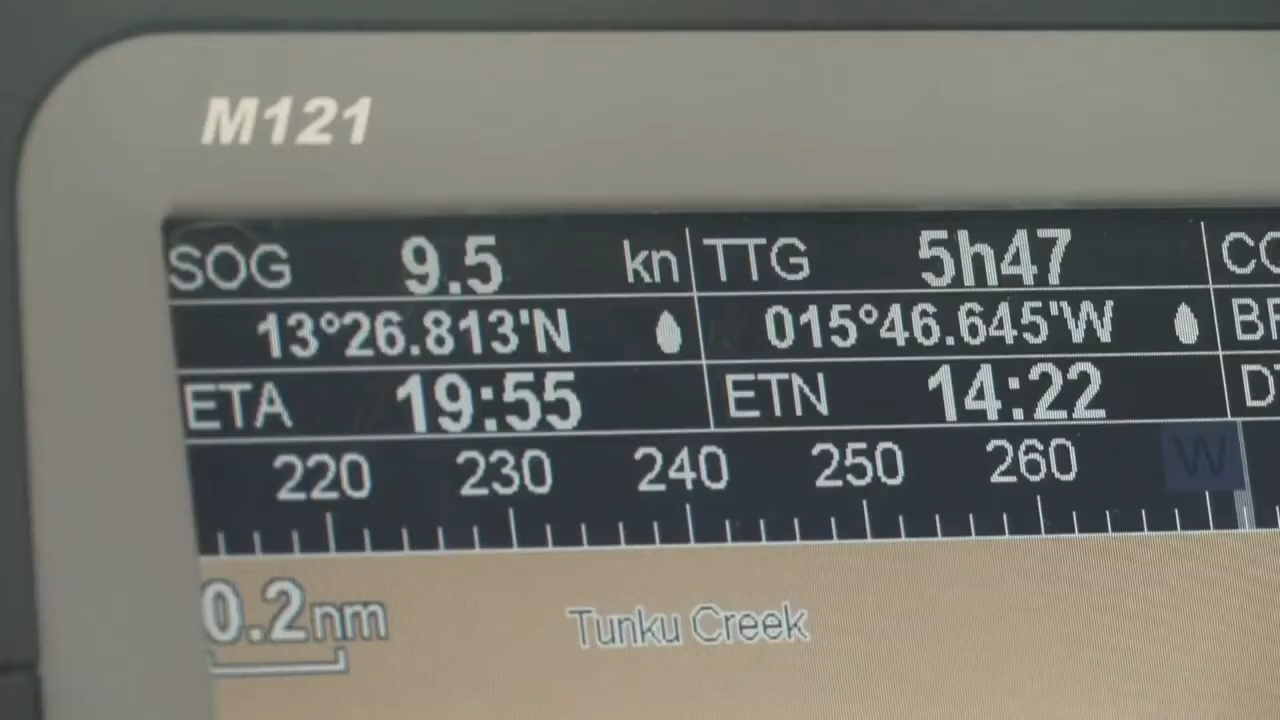 M121
SOG 9.5 kn TTG 5h47 CO
13°26.813'N 015°46.645'W
ETA 19:55 ETN 14:22 D
220 230 240 250 260 W
0.2nm
Tunku Creek